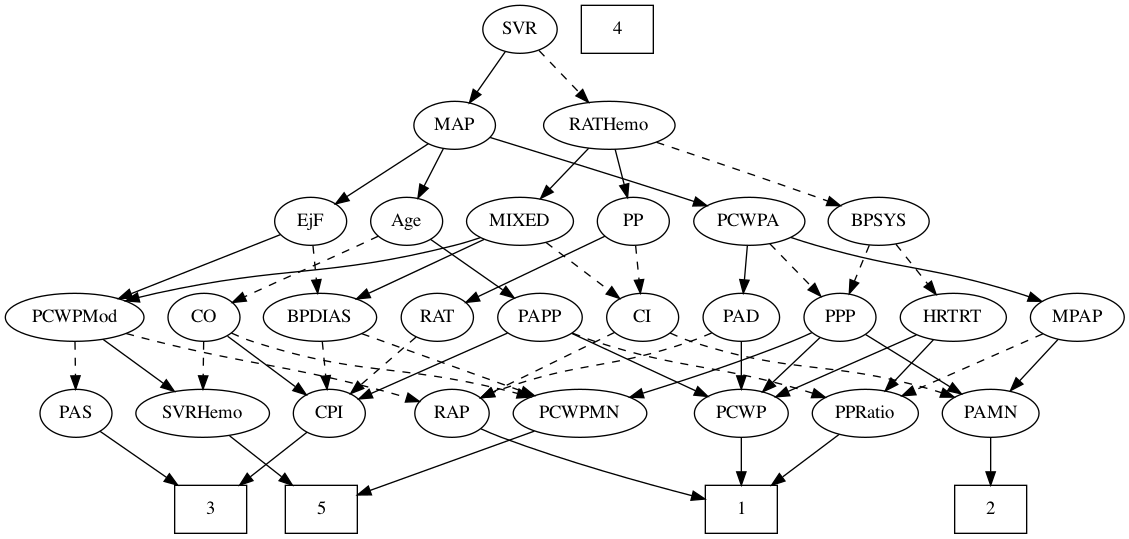 SVR
4
MAP
RATHemo
EjF
Age
MIXED
PP
PCWPA
BPSYS
PCWPMod
CO
BPDIAS
RAT
PAPP
CI
PAD
PPP
HRTRT
MPAP
PAS
SVRHemo
CPI
RAP
PCWPMN
PCWP
PPRatio
PAMN
3
5
1
2